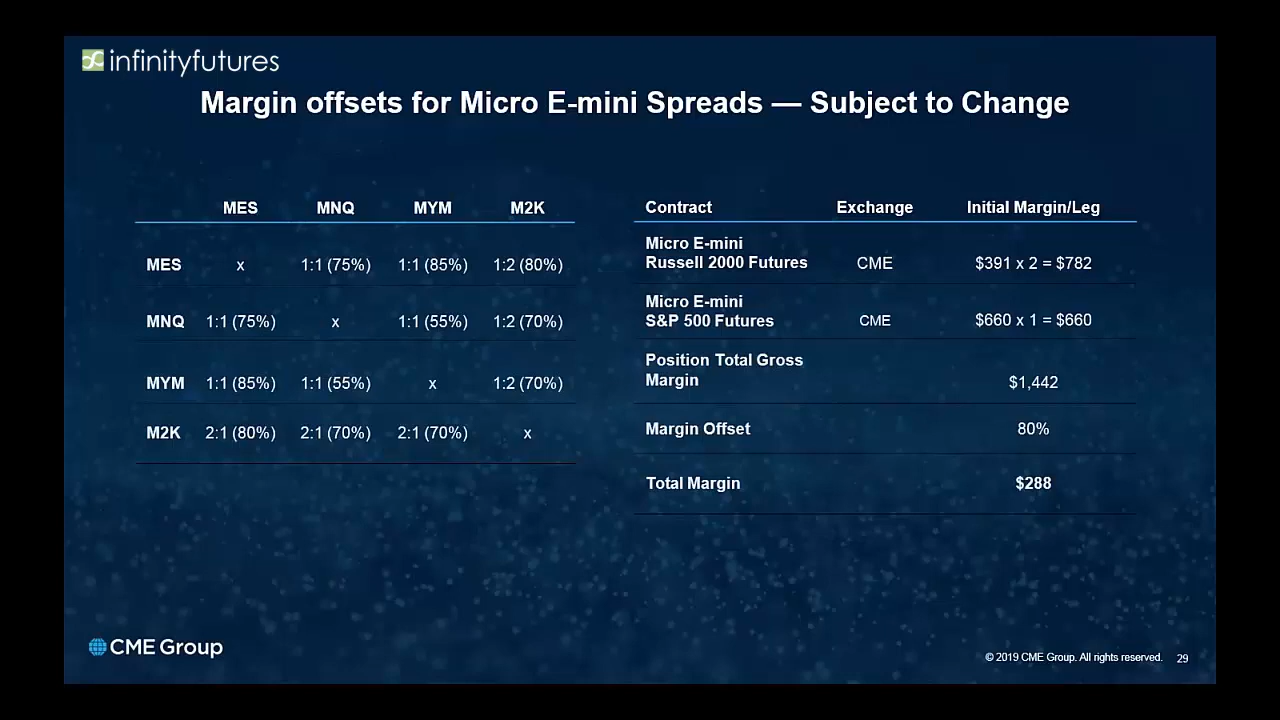 infinityfutures
Margin offsets for Micro E-mini Spreads — Subject to Change
MES MNQ MYM M2K
MES x 1:1 (75%) 1:1 (85%) 1:2 (80%)
MNQ 1:1 (75%) x 1:1 (55%) 1:2 (70%)
MYM 1:1 (85%) 1:1 (55%) x 1:2 (70%)
M2K 2:1 (80%) 2:1 (70%) 2:1 (70%) x
Contract Exchange Initial Margin/Leg
Micro E-mini
Russell 2000 Futures CME $391 x 2 = $782
Micro E-mini
S&P 500 Futures CME $660 x 1 = $660
Position Total Gross
Margin $1,442
Margin Offset 80%
Total Margin $288
CME Group
© 2019 CME Group. All rights reserved. 29